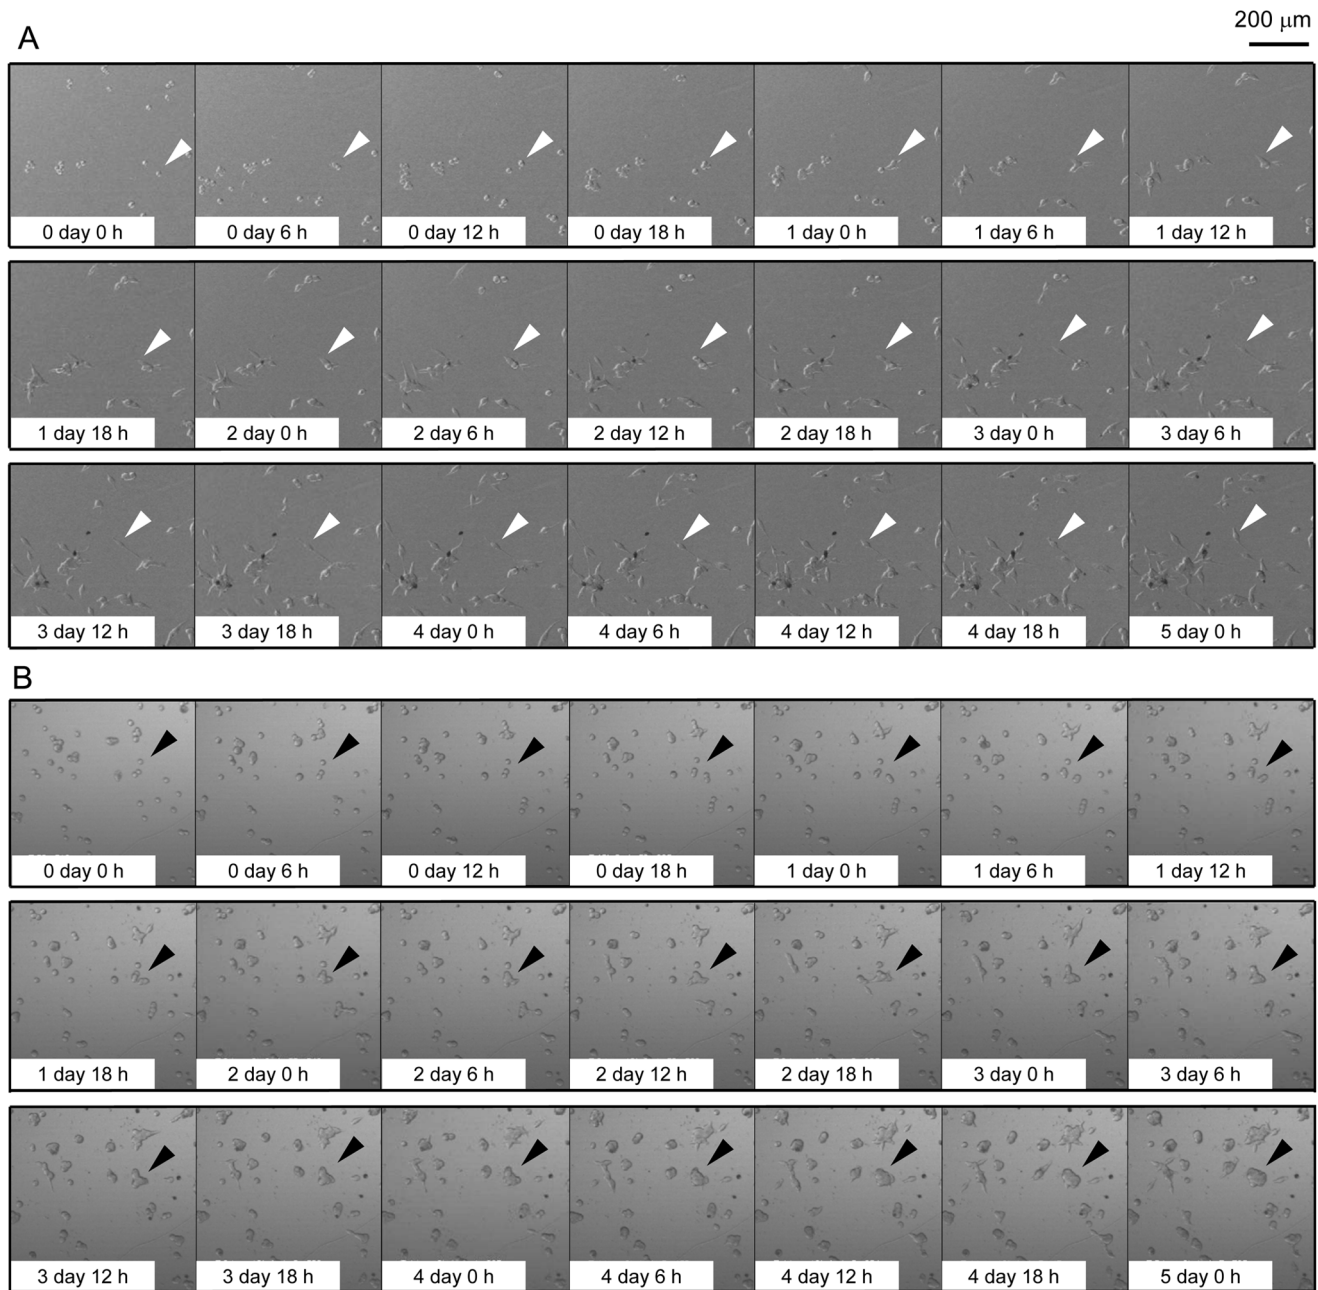 200 μm
A
0 day 0 h
0 day 6 h
0 day 12 h
0 day 18 h
1 day 0 h
1 day 6 h
1 day 12 h
1 day 18 h
2 day 0 h
2 day 6 h
2 day 12 h
2 day 18 h
3 day 0 h
3 day 6 h
3 day 12 h
3 day 18 h
4 day 0 h
4 day 6 h
4 day 12 h
4 day 18 h
5 day 0 h
B
0 day 0 h
0 day 6 h
0 day 12 h
0 day 18 h
1 day 0 h
1 day 6 h
1 day 12 h
1 day 18 h
2 day 0 h
2 day 6 h
2 day 12 h
2 day 18 h
3 day 0 h
3 day 6 h
3 day 12 h
3 day 18 h
4 day 0 h
4 day 6 h
4 day 12 h
4 day 18 h
5 day 0 h